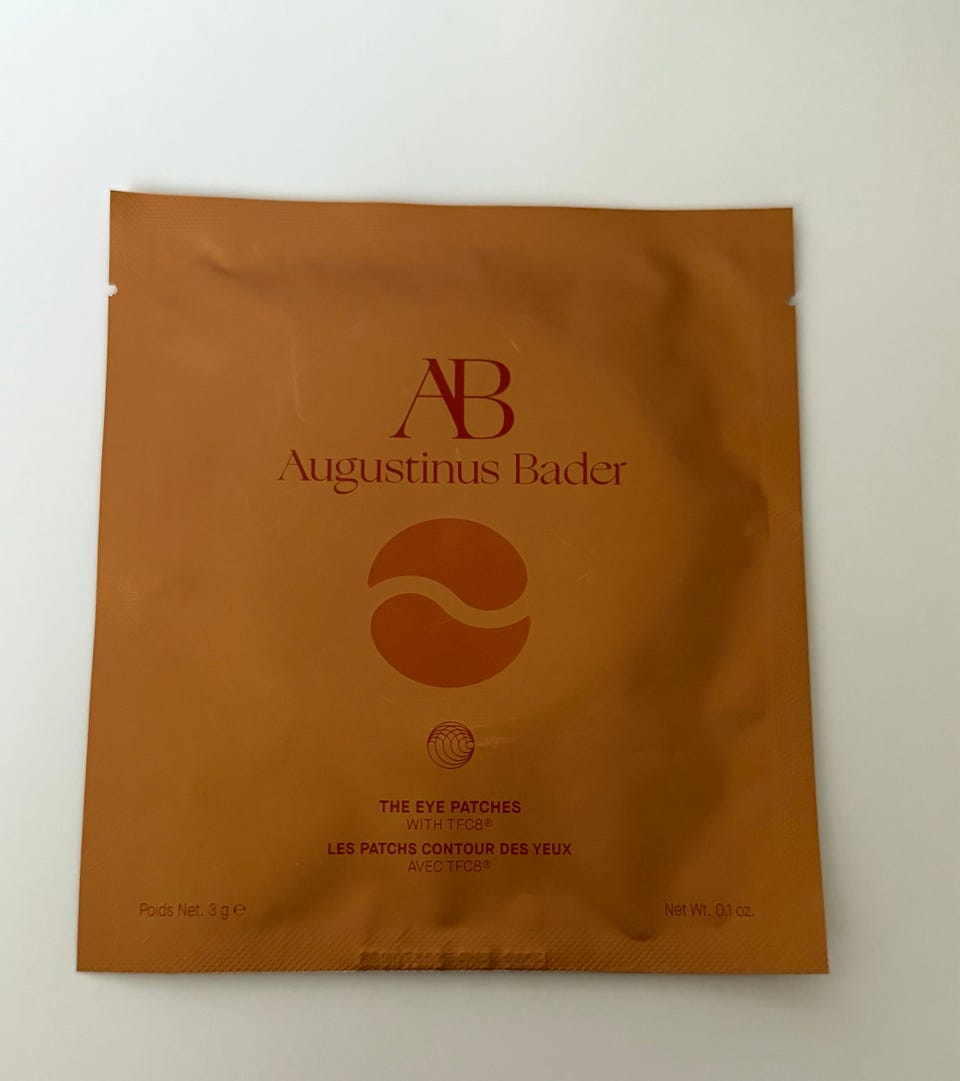 AB
Augustinus Bader
THE EYE PATCHES
WITH TFC8®
LES PATCHS CONTOUR DES YEUX
AVEC TFC8®
Poids Net. 3 g ℮
Net Wt. 0.1 oz.